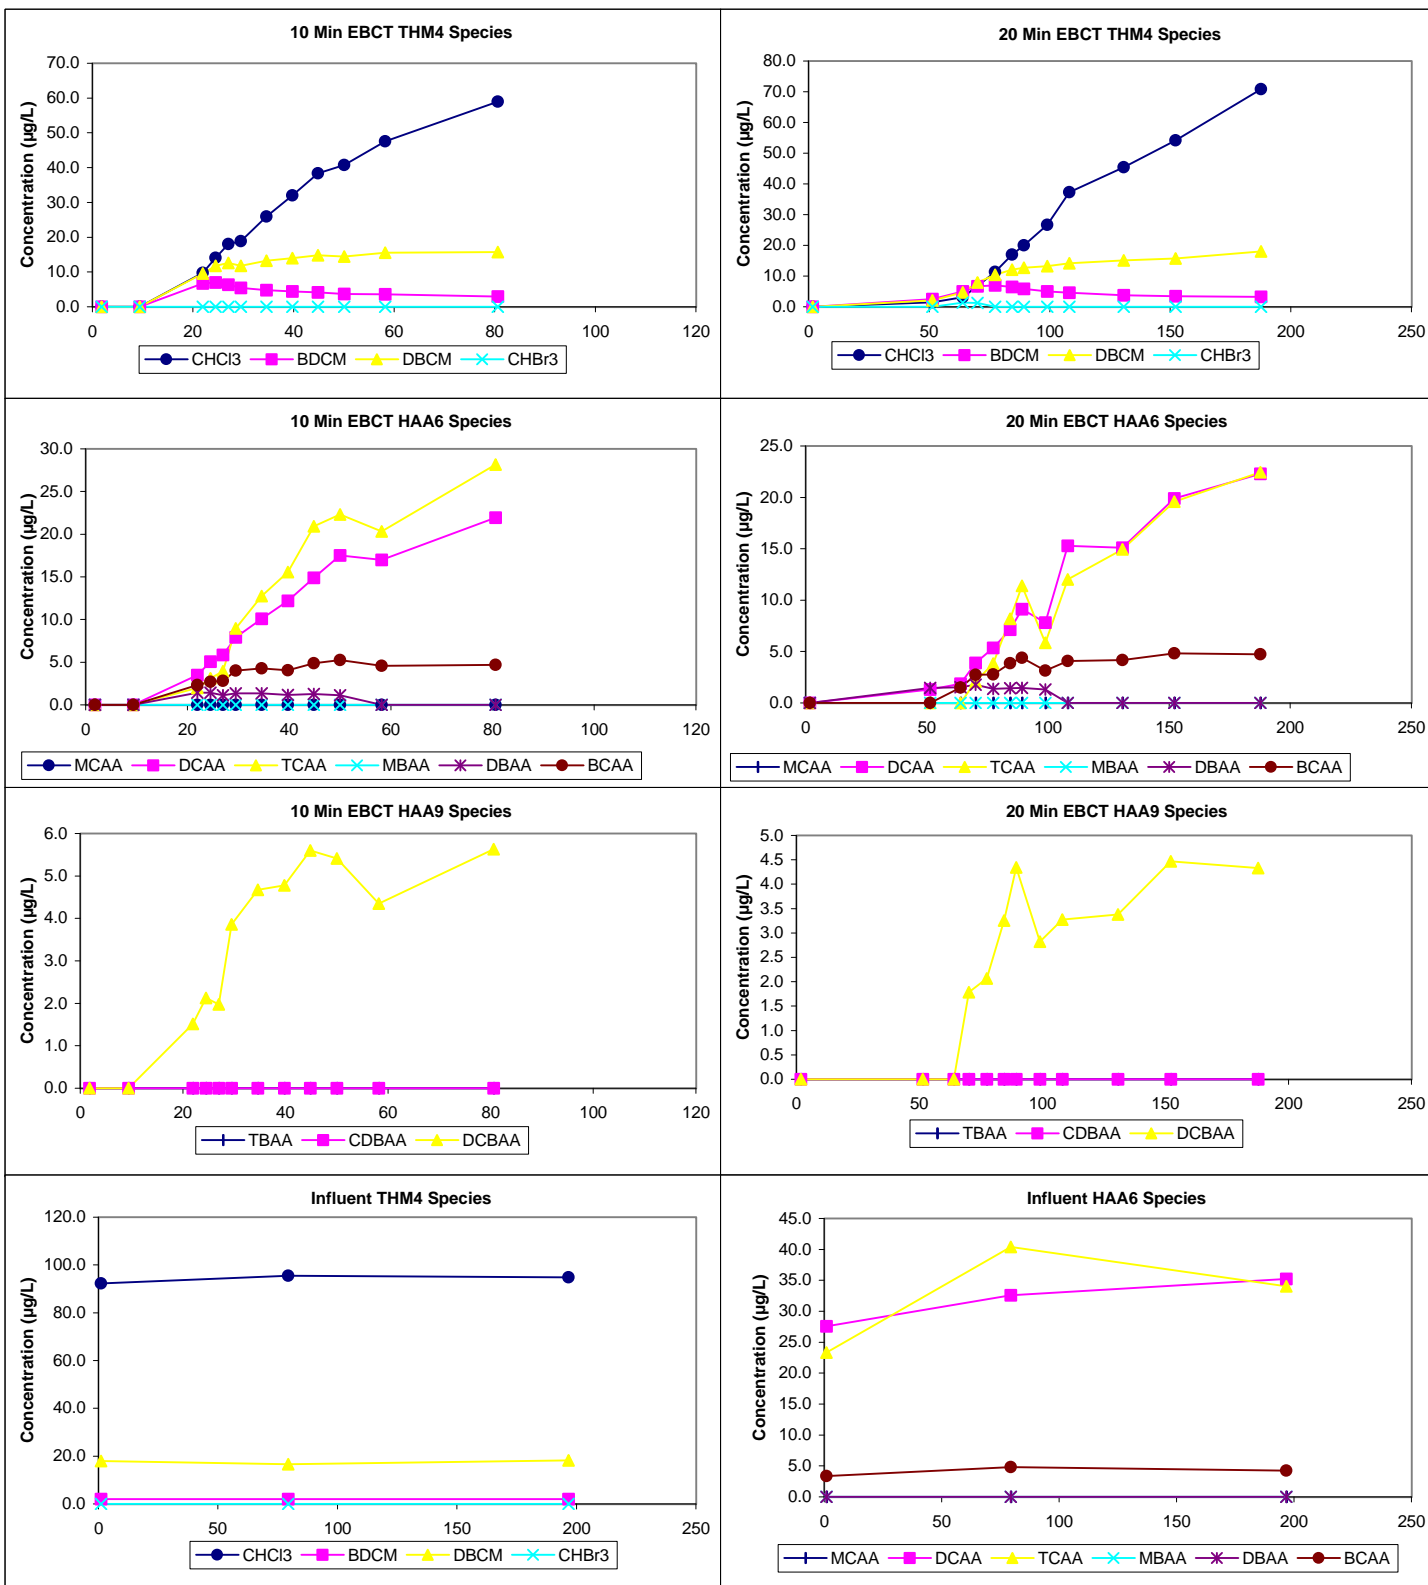 10 Min EBCT THM4 Species
Concentration (µg/L)
70.0
60.0
50.0
40.0
30.0
20.0
10.0
0.0
0 20 40 60 80 100 120
CHCl3 BDCM DBCM CHBr3
20 Min EBCT THM4 Species
Concentration (µg/L)
80.0
70.0
60.0
50.0
40.0
30.0
20.0
10.0
0.0
0 50 100 150 200 250
CHCl3 BDCM DBCM CHBr3
10 Min EBCT HAA6 Species
Concentration (µg/L)
30.0
25.0
20.0
15.0
10.0
5.0
0.0
0 20 40 60 80 100 120
MCAA DCAA TCAA MBAA DBAA BCAA
20 Min EBCT HAA6 Species
Concentration (µg/L)
25.0
20.0
15.0
10.0
5.0
0.0
0 50 100 150 200 250
MCAA DCAA TCAA MBAA DBAA BCAA
10 Min EBCT HAA9 Species
Concentration (µg/L)
6.0
5.0
4.0
3.0
2.0
1.0
0.0
0 20 40 60 80 100 120
TBAA CDBAA DCBAA
20 Min EBCT HAA9 Species
Concentration (µg/L)
5.0
4.5
4.0
3.5
3.0
2.5
2.0
1.5
1.0
0.5
0.0
0 50 100 150 200 250
TBAA CDBAA DCBAA
Influent THM4 Species
Concentration (µg/L)
120.0
100.0
80.0
60.0
40.0
20.0
0.0
0 50 100 150 200 250
CHCl3 BDCM DBCM CHBr3
Influent HAA6 Species
Concentration (µg/L)
45.0
40.0
35.0
30.0
25.0
20.0
15.0
10.0
5.0
0.0
0 50 100 150 200 250
MCAA DCAA TCAA MBAA DBAA BCAA